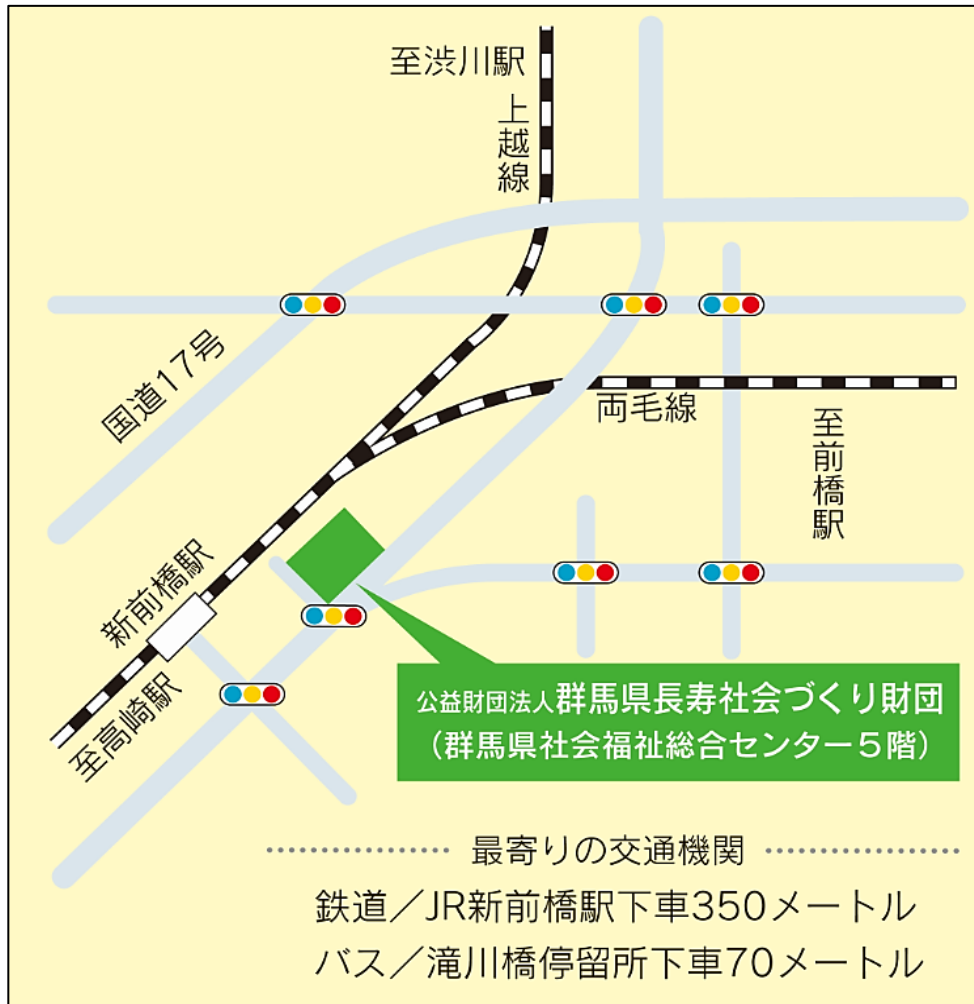 至渋川駅
上越線
国道17号
両毛線
至前橋駅
新前橋駅
至高崎駅
公益財団法人群馬県長寿社会づくり財団
（群馬県社会福祉総合センター５階）
最寄りの交通機関
鉄道／JR新前橋駅下車350メートル
バス／滝川橋停留所下車70メートル